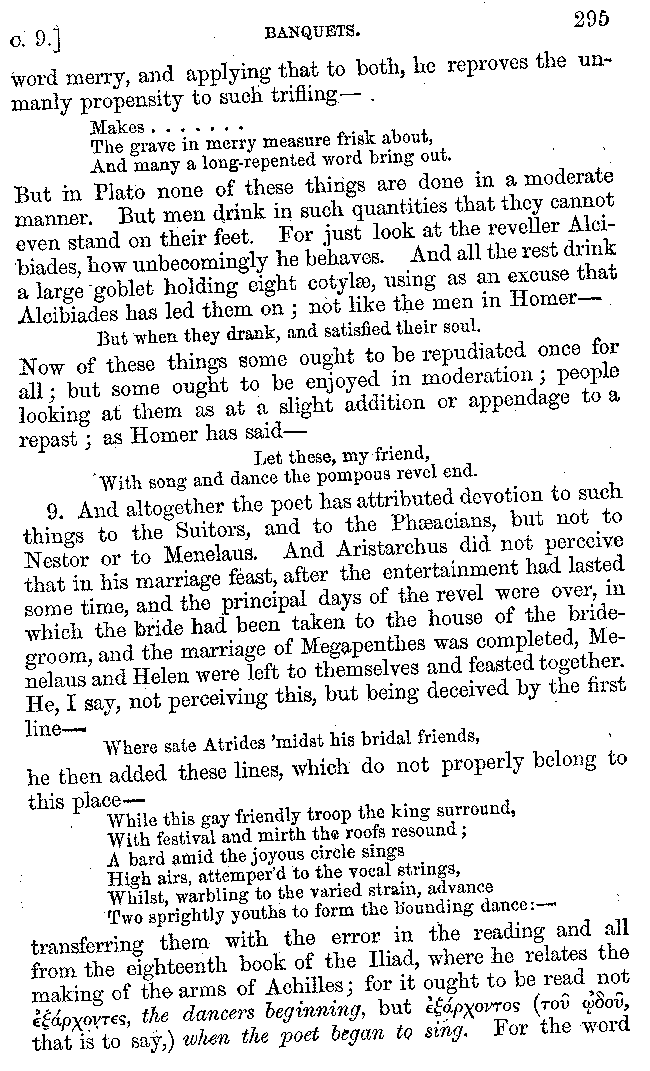 c. 9.] BANQUETS. 295
word merry, and applying that to both, he reproves the un-
manly propensity to such trifling—
Makes . . . . . . .
The grave in merry measure frisk about,
And many a long-repented word bring out.
But in Plato none of these things are done in a moderate
manner. But men drink in such quantities that they cannot
even stand on their feet. For just look at the reveller Alci-
biades, how unbecomingly he behaves. And all the rest drink
a large goblet holding eight cotylæ, using as an excuse that
Alcibiades has led them on ; not like the men in Homer—
But when they drank, and satisfied their soul.
Now of these things some ought to be repudiated once for
all ; but some ought to be enjoyed in moderation ; people
looking at them as at a slight addition or appendage to a
repast ; as Homer has said—
Let these, my friend,
With song and dance the pompous revel end.
9. And altogether the poet has attributed devotion to such
things to the Suitors, and to the Phæacians, but not to
Nestor or to Menelaus. And Aristarchus did not perceive
that in his marriage feast, after the entertainment had lasted
some time, and the principal days of the revel were over, in
which the bride had been taken to the house of the bride-
groom, and the marriage of Megapenthes was completed, Me-
nelaus and Helen were left to themselves and feasted together.
He, I say, not perceiving this, but being deceived by the first
line—
Where sate Atrides 'midst his bridal friends,
he then added these lines, which do not properly belong to
this place—
While this gay friendly troop the king surround,
With festival and mirth the roofs resound ;
A bard amid the joyous circle sings
High airs, attemper'd to the vocal strings,
Whilst, warbling to the varied strain, advance
Two sprightly youths to form the bounding dance:—
transferring them with the error in the reading and all
from the eighteenth book of the Iliad, where he relates the
making of the arms of Achilles ; for it ought to be read not
ἐξάρχοντες, the dancers beginning, but ἐξάρχοντος (τοῦ ᾠδοῦ,
that is to say,) when the poet began to sing. For the word